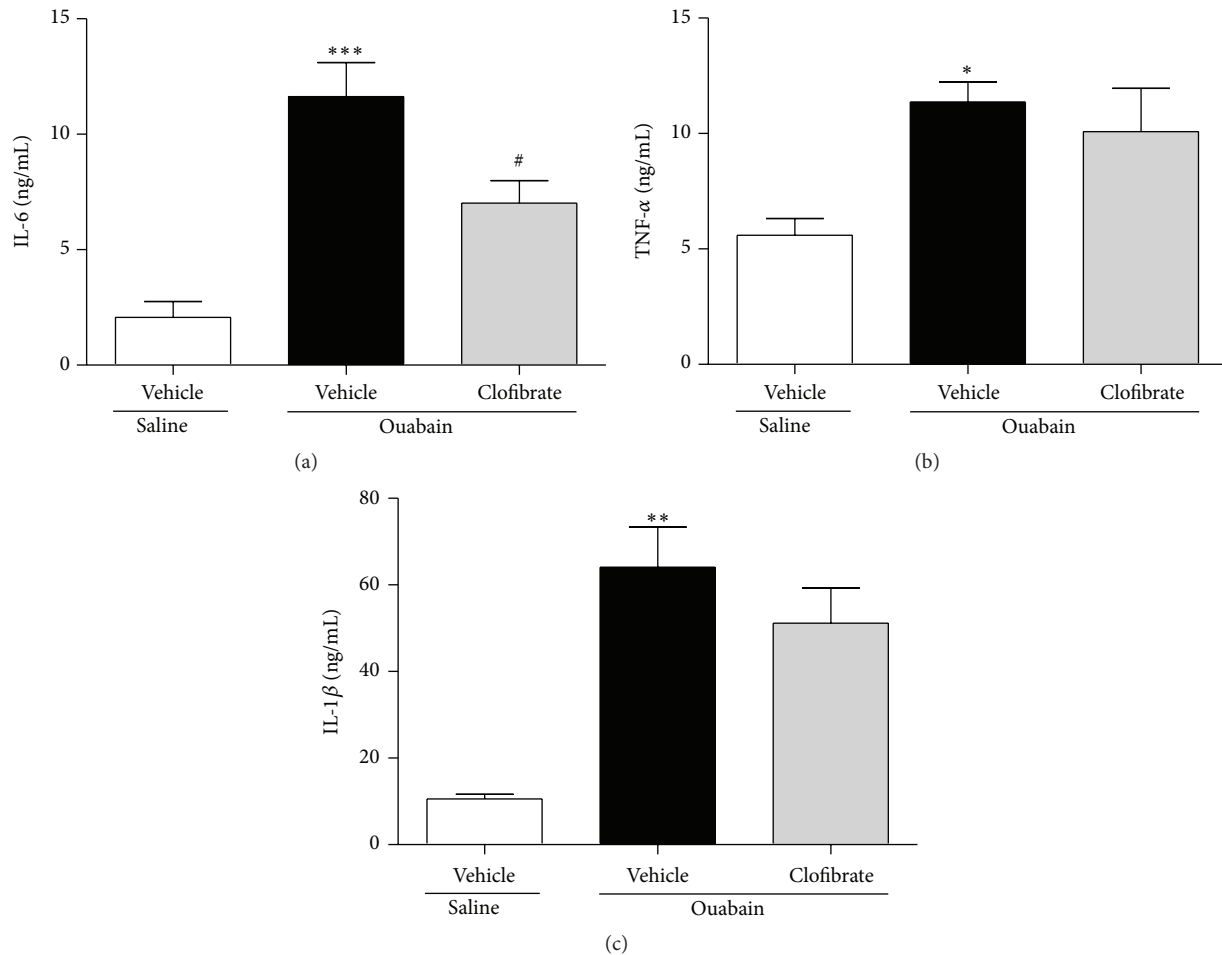 15
10
5
0
IL-6 (ng/mL)
***
#
Vehicle
Vehicle
Clofibrate
Saline
Ouabain
(a)
15
10
5
0
TNF-α (ng/mL)
*
Vehicle
Vehicle
Clofibrate
Saline
Ouabain
(b)
80
60
40
20
0
IL-1β (ng/mL)
**
Vehicle
Vehicle
Clofibrate
Saline
Ouabain
(c)